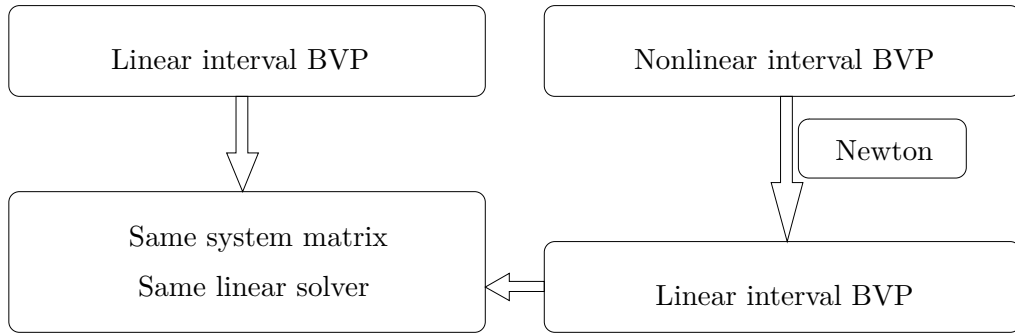 Linear interval BVP
Nonlinear interval BVP
Newton
Same system matrix
Same linear solver
Linear interval BVP